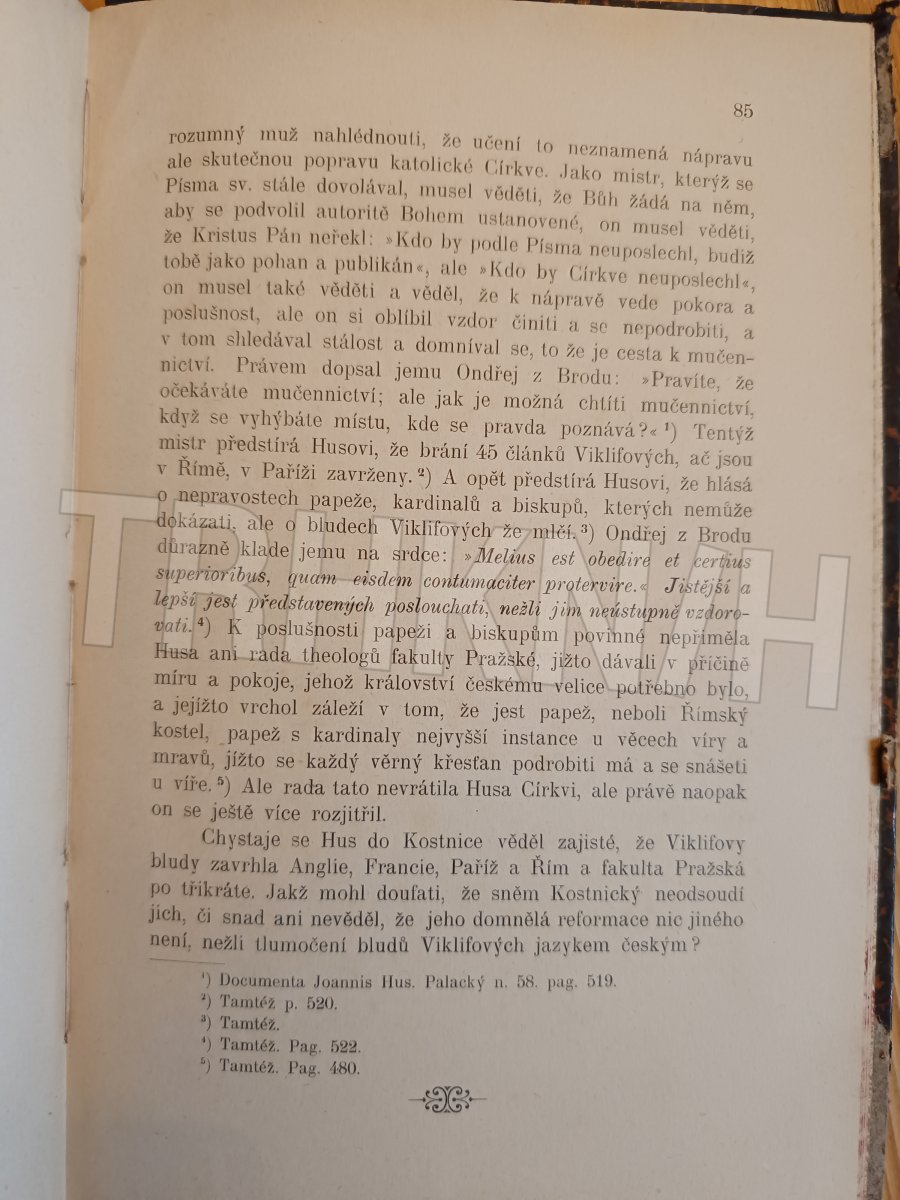 85
rozumný muž nahlédnouti, že učení to neznamená nápravu
ale skutečnou popravu katolické Církve. Jako mistr, kterýž se
Písma sv. stále dovolával, musel věděti, že Bůh žádá na něm,
aby se podvolil autoritě Bohem ustanovené, on musel věděti,
že Kristus Pán neřekl: »Kdo by podle Písma neuposlechl, budiž
tobě jako pohan a publikán«, ale »Kdo by Církve neuposlechl«,
on musel také věděti a věděl, že k nápravě vede pokora a
poslušnost, ale on si oblíbil vzdor činiti a se nepodrobiti, a
v tom shledával stálost a domníval se, to že je cesta k mučen-
nictví. Právem dopsal jemu Ondřej z Brodu: »Pravíte, že
očekáváte mučennictví; ale jak je možná chtíti mučennictví,
když se vyhýbáte místu, kde se pravda poznává?« ¹) Tentýž
mistr předstírá Husovi, že brání 45 článků Viklifových, ač jsou
v Římě, v Paříži zavrženy. ²) A opět předstírá Husovi, že hlásá
o nepravostech papeže, kardinalů a biskupů, kterých nemůže
dokázati, ale o bludech Viklifových že mlčí. ³) Ondřej z Brodu
důrazně klade jemu na srdce: »Melius est obedire et certius
superioribus, quam eisdem contumaciter protervire.« Jistější a
lepší jest představených poslouchati, nežli jim neústupně vzdoro-
vati. ⁴) K poslušnosti papeži a biskupům povinné nepřiměla
Husa ani rada theologů fakulty Pražské, jižto dávali v příčině
míru a pokoje, jehož království českému velice potřebno bylo,
a jejížto vrchol záleží v tom, že jest papež, neboli Římský
kostel, papež s kardinaly nejvyšší instance u věcech víry a
mravů, jížto se každý věrný křesťan podrobiti má a se snášeti
u víře. ⁵) Ale rada tato nevrátila Husa Církvi, ale právě naopak
on se ještě více rozjitřil.
Chystaje se Hus do Kostnice věděl zajisté, že Viklifovy
bludy zavrhla Anglie, Francie, Paříž a Řím a fakulta Pražská
po třikráte. Jakž mohl doufati, že sněm Kostnický neodsoudí
jich, či snad ani nevěděl, že jeho domnělá reformace nic jiného
není, nežli tlumočení bludů Viklifových jazykem českým?
¹) Documenta Joannis Hus. Palacký n. 58. pag. 519.
²) Tamtéž p. 520.
³) Tamtéž.
⁴) Tamtéž. Pag. 522.
⁵) Tamtéž. Pag. 480.